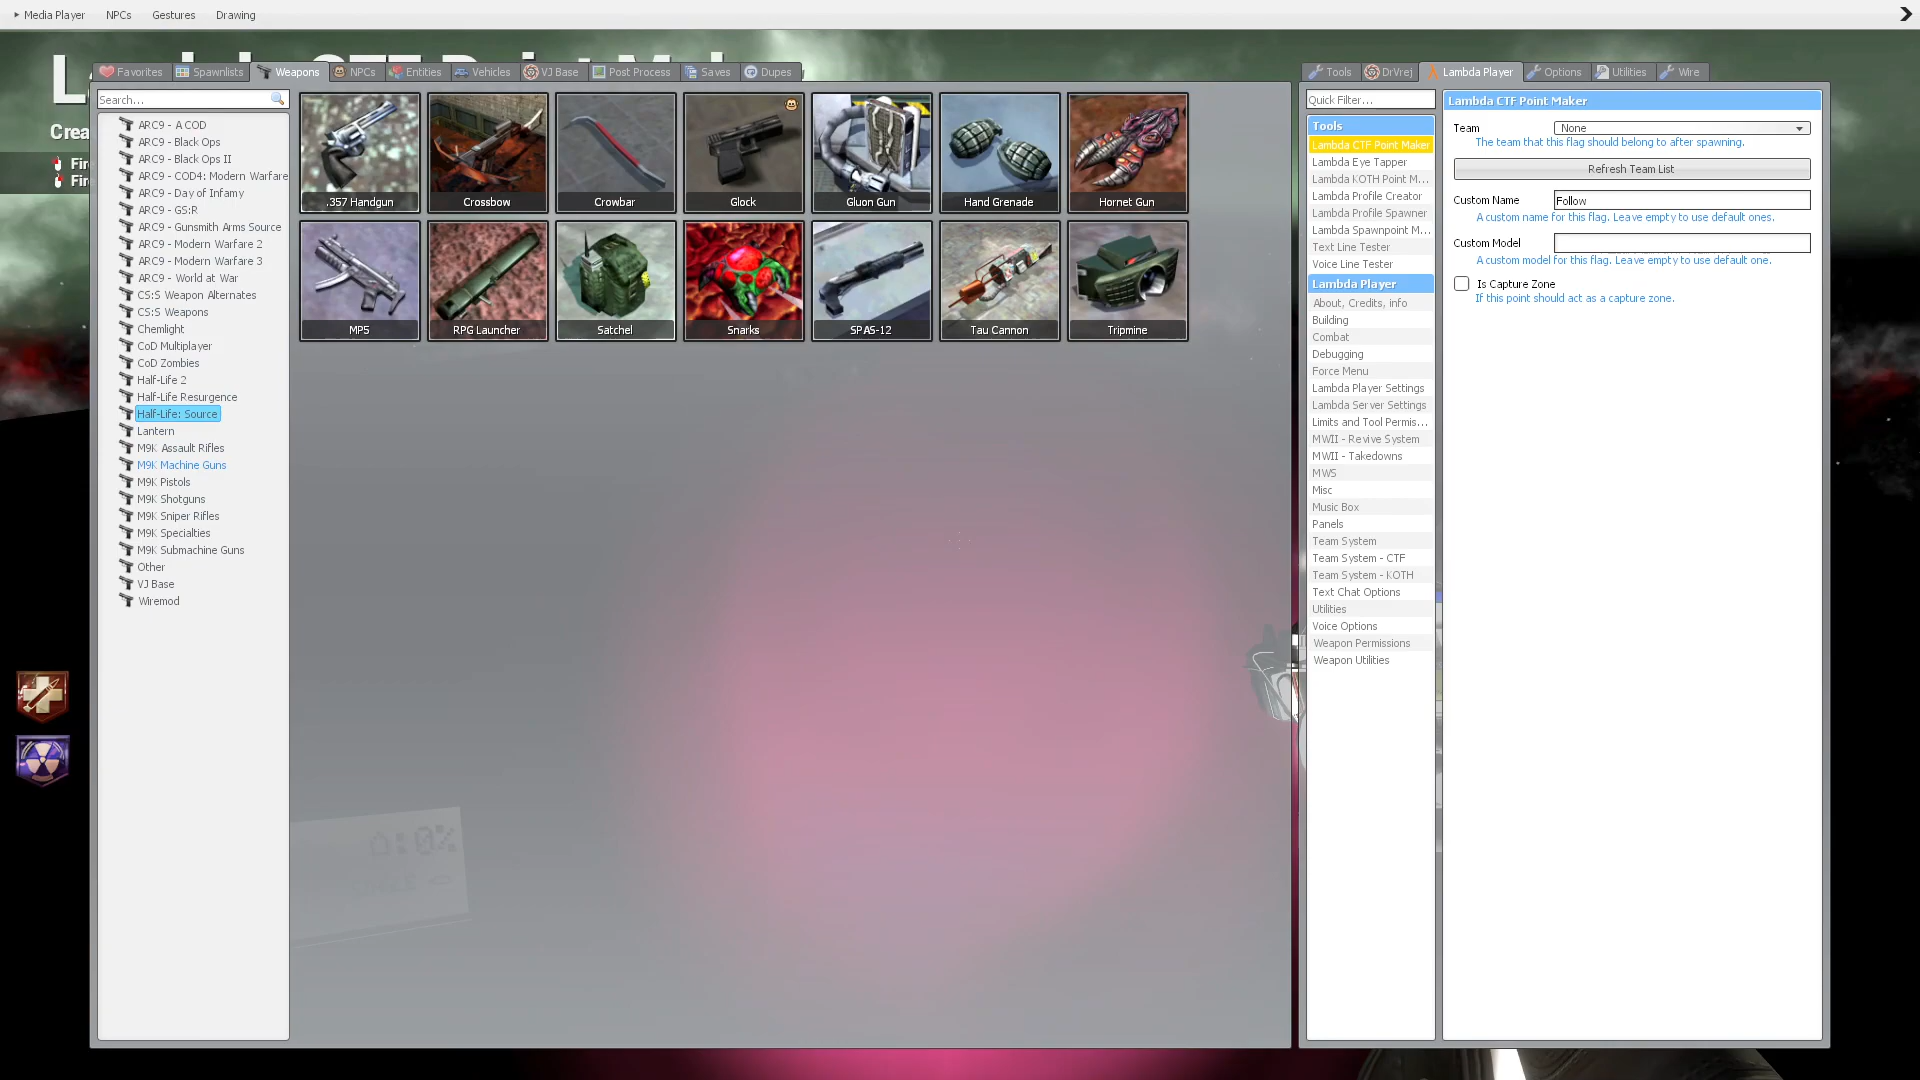 Media Player
NPCs
Gestures
Drawing
Crea
Fir
Fir
Favorites
Spawnlists
Weapons
NPCs
Entities
Vehicles
VJ Base
Post Process
Saves
Dupes
Search...
ARC9 - A COD
ARC9 - Black Ops
ARC9 - Black Ops II
ARC9 - COD4: Modern Warfare
ARC9 - Day of Infamy
ARC9 - GS:R
ARC9 - Gunsmith Arms Source
ARC9 - Modern Warfare 2
ARC9 - Modern Warfare 3
ARC9 - World at War
CS:S Weapon Alternates
CS:S Weapons
Chemlight
CoD Multiplayer
CoD Zombies
Half-Life 2
Half-Life Resurgence
Half-Life: Source
Lantern
M9K Assault Rifles
M9K Machine Guns
M9K Pistols
M9K Shotguns
M9K Sniper Rifles
M9K Specialties
M9K Submachine Guns
Other
VJ Base
Wiremod
.357 Handgun
Crossbow
Crowbar
Glock
Gluon Gun
Hand Grenade
Hornet Gun
MP5
RPG Launcher
Satchel
Snarks
SPAS-12
Tau Cannon
Tripmine
0:0%
Tools
DrVrej
Lambda Player
Options
Utilities
Wire
Quick Filter...
Tools
Lambda CTF Point Maker
Lambda Eye Tapper
Lambda KOTH Point M...
Lambda Profile Creator
Lambda Profile Spawner
Lambda Spawnpoint M...
Text Line Tester
Voice Line Tester
Lambda Player
About, Credits, info
Building
Combat
Debugging
Force Menu
Lambda Player Settings
Lambda Server Settings
Limits and Tool Permis...
MWII - Revive System
MWII - Takedowns
MWS
Misc
Music Box
Panels
Team System
Team System - CTF
Team System - KOTH
Text Chat Options
Utilities
Voice Options
Weapon Permissions
Weapon Utilities
Lambda CTF Point Maker
Team
None
The team that this flag should belong to after spawning.
Refresh Team List
Custom Name
Follow
A custom name for this flag. Leave empty to use default ones.
Custom Model
A custom model for this flag. Leave empty to use default one.
Is Capture Zone
If this point should act as a capture zone.